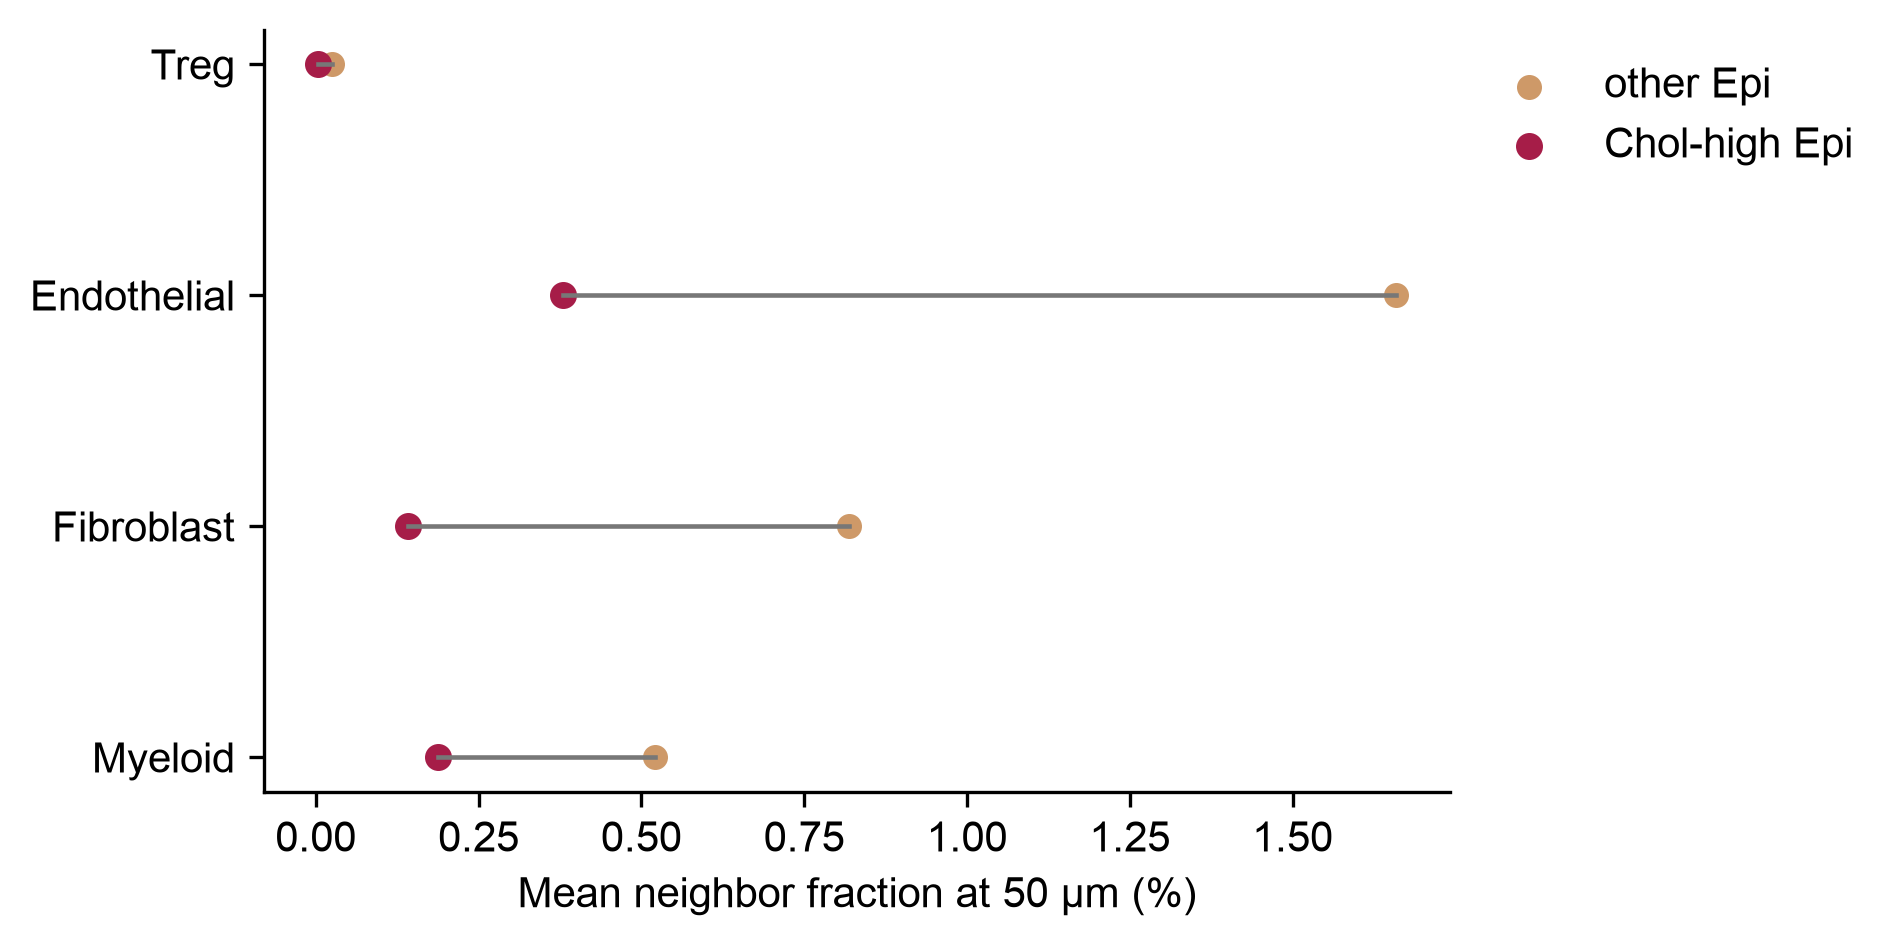 Treg
other Epi
Chol-high Epi
Endothelial
Fibroblast
Myeloid
0.00 0.25 0.50 0.75 1.00 1.25 1.50
Mean neighbor fraction at 50 µm (%)